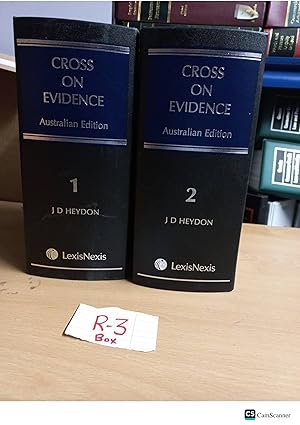 CROSS
ON
EVIDENCE
Australian Edition
1
J D HEYDON
LexisNexis
CROSS
ON
EVIDENCE
Australian Edition
2
J D HEYDON
LexisNexis
R-3
Box
CS CamScanner